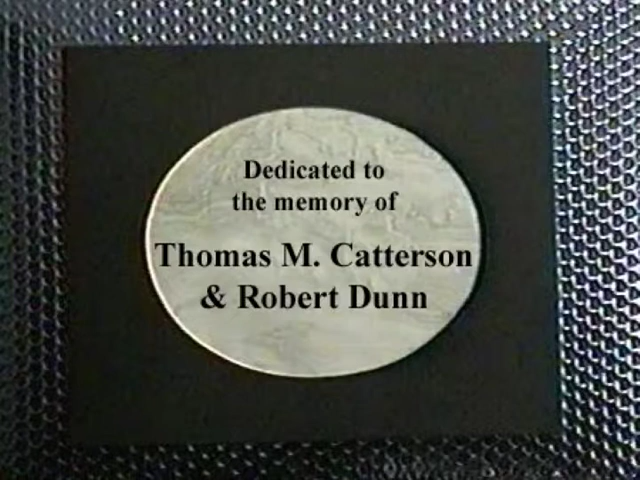 Dedicated to
the memory of
Thomas M. Catterson
& Robert Dunn